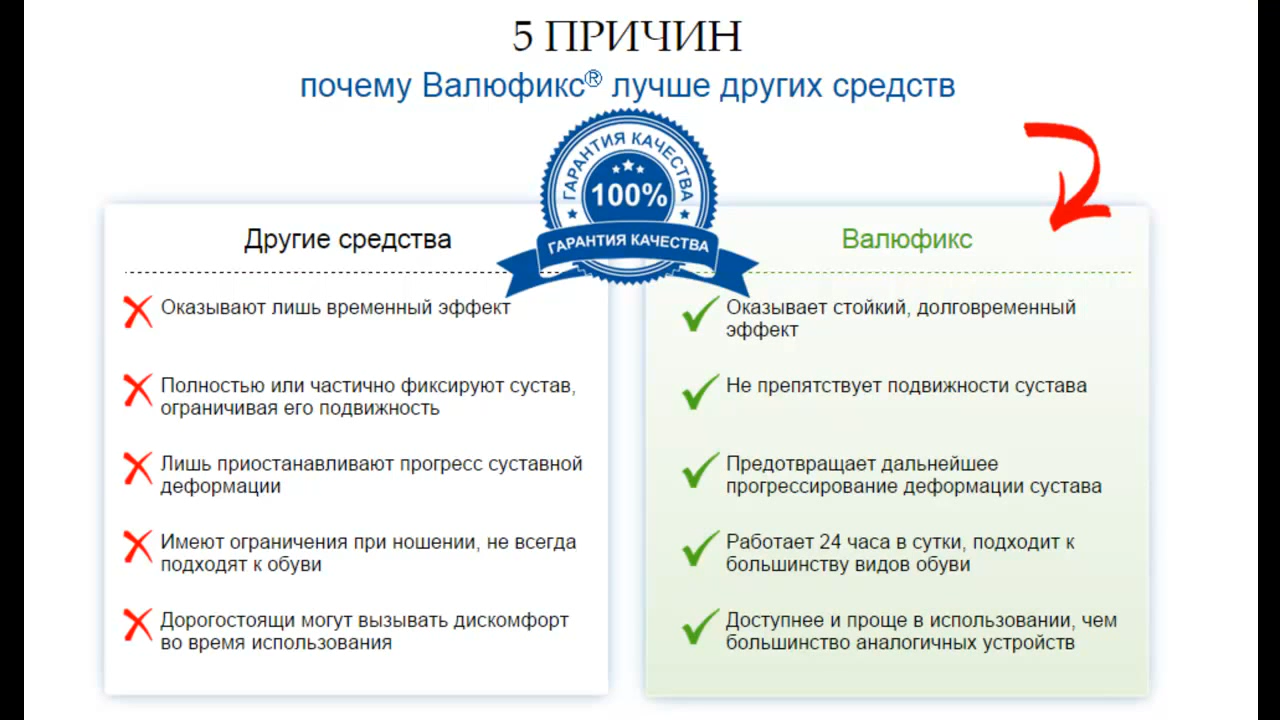 5 ПРИЧИН
почему Валюфикс® лучше других средств
ГАРАНТИЯ КАЧЕСТВА
100%
ГАРАНТИЯ КАЧЕСТВА
Другие средства
Оказывают лишь временный эффект
Полностью или частично фиксируют сустав,
ограничивая его подвижность
Лишь приостанавливают прогресс суставной
деформации
Имеют ограничения при ношении, не всегда
подходят к обуви
Дорогостоящи могут вызывать дискомфорт
во время использования
Валюфикс
Оказывает стойкий, долговременный
эффект
Не препятствует подвижности сустава
Предотвращает дальнейшее
прогрессирование деформации сустава
Работает 24 часа в сутки, подходит к
большинству видов обуви
Доступнее и проще в использовании, чем
большинство аналогичных устройств